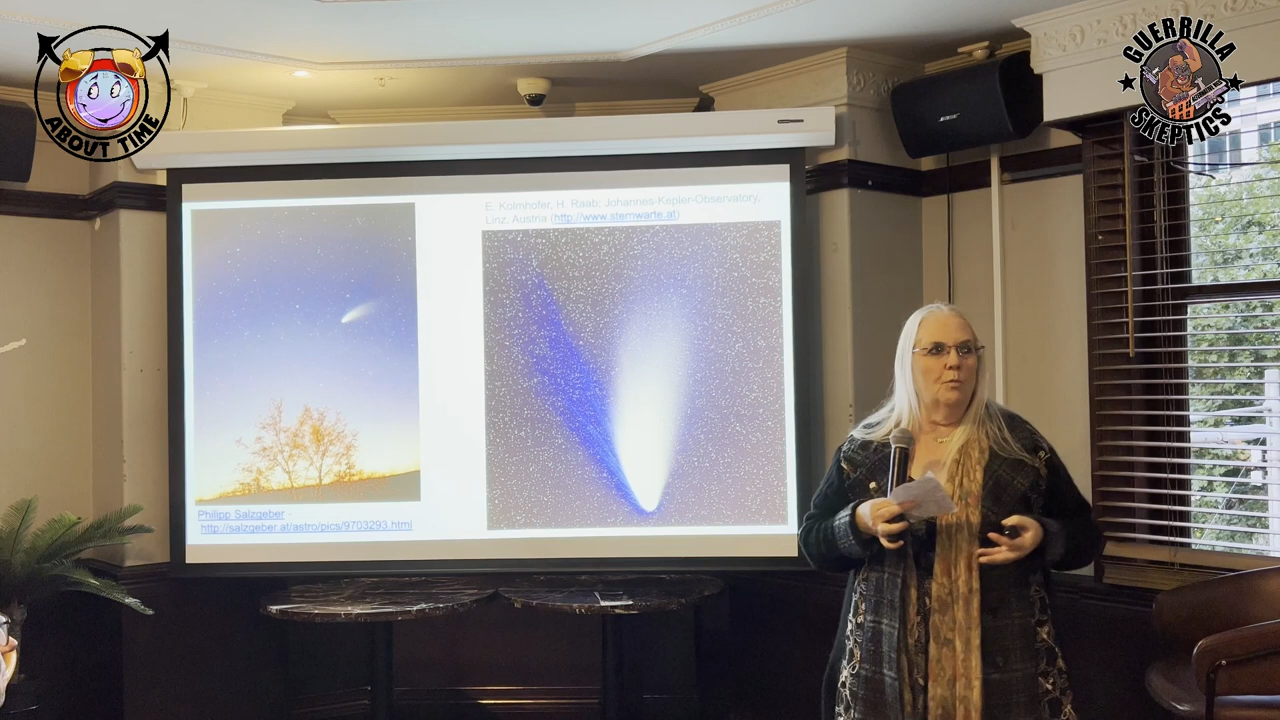 ABOUT TIME
GUERRILLA
SKEPTICS
BOSE
E. Kolmhofer, H. Raab; Johannes-Kepler-Observatory,
Linz, Austria (http://www.sternwarte.at)
Philipp Salzgeber -
http://salzgeber.at/astro/pics/9703293.html